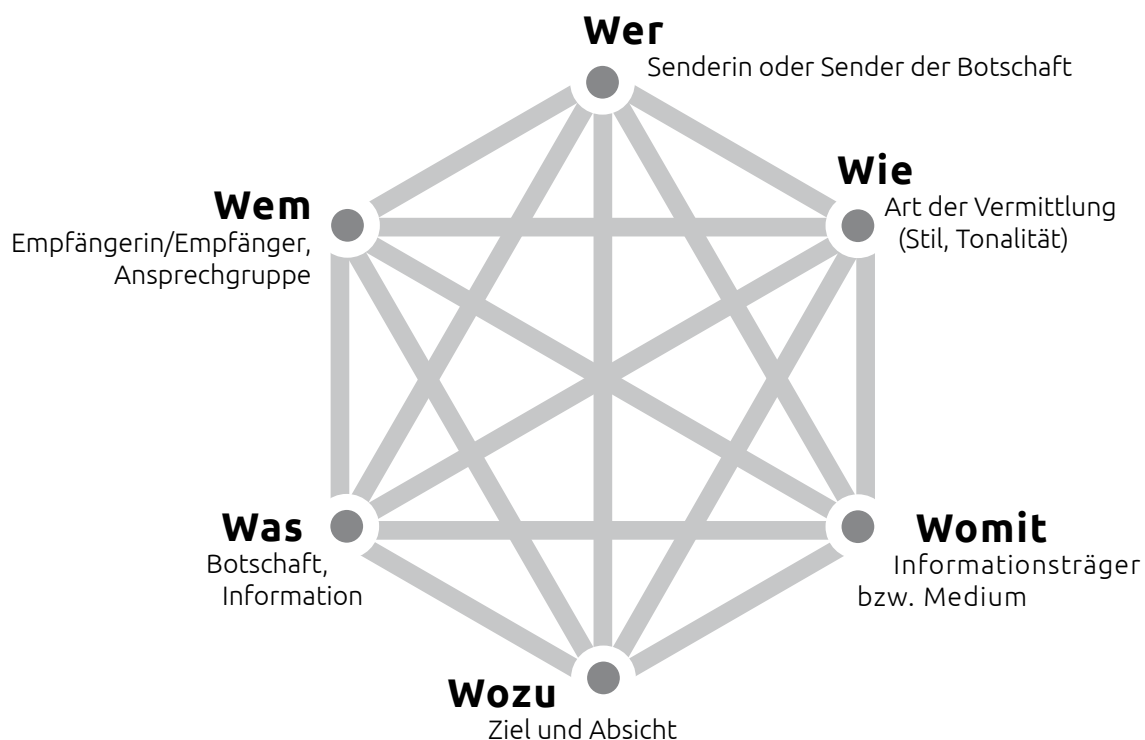 Wer
Senderin oder Sender der Botschaft
Wie
Art der Vermittlung
(Stil, Tonalität)
Wem
Empfängerin/Empfänger,
Ansprechgruppe
Was
Botschaft,
Information
Womit
Informationsträger
bzw. Medium
Wozu
Ziel und Absicht